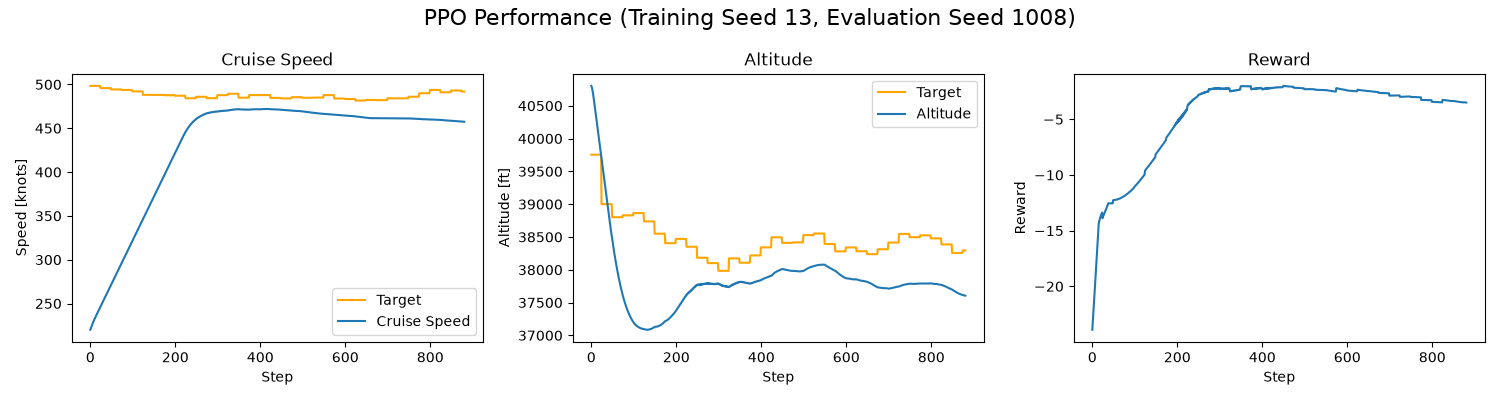 PPO Performance (Training Seed 13, Evaluation Seed 1008)
Cruise Speed
500
450
400
350
300
250
Speed [knots]
0 200 400 600 800
Step
Target
Cruise Speed
Altitude
40500
40000
39500
39000
38500
38000
37500
37000
Altitude [ft]
0 200 400 600 800
Step
Target
Altitude
Reward
−5
−10
−15
−20
Reward
0 200 400 600 800
Step